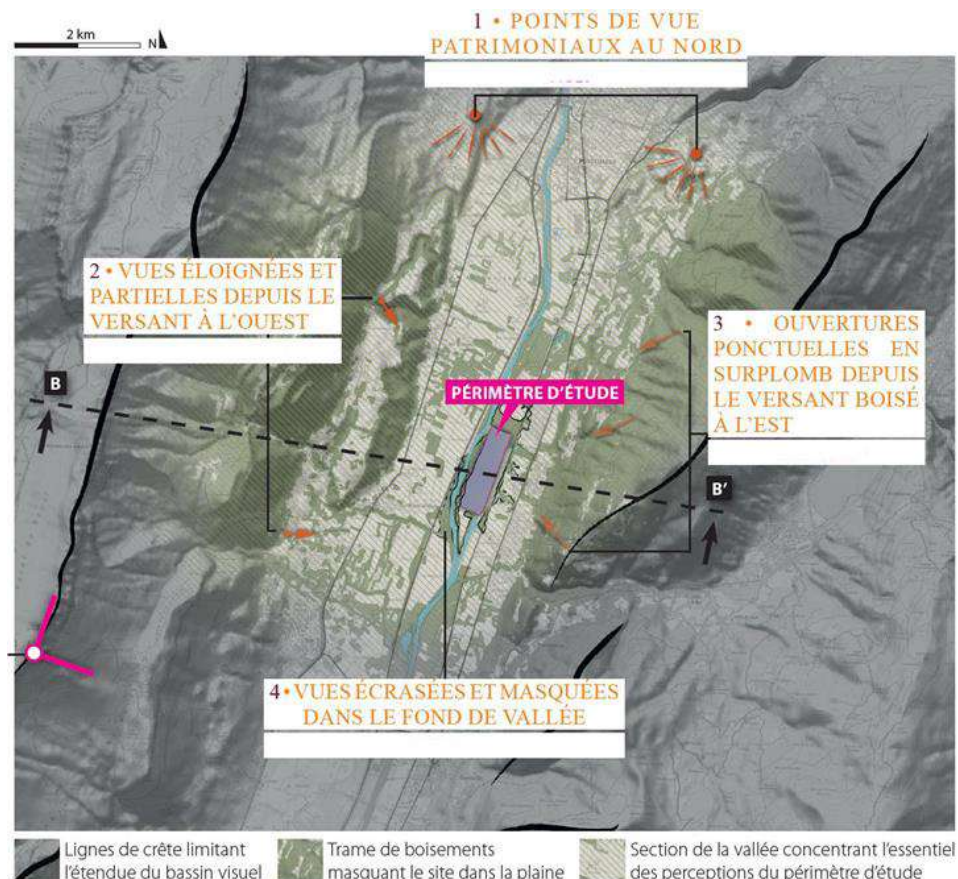 1 • POINTS DE VUE
PATRIMONIAUX AU NORD
2 km
N
2 • VUES ÉLOIGNÉES ET
PARTIELLES DEPUIS LE
VERSANT À L'OUEST
3 • OUVERTURES
PONCTUELLES EN
SURPLOMB DEPUIS
LE VERSANT BOISÉ
À L'EST
B
PÉRIMÈTRE D'ÉTUDE
B'
4 • VUES ÉCRASÉES ET MASQUÉES
DANS LE FOND DE VALLÉE
Lignes de crête limitant
l'étendue du bassin visuel
Trame de boisements
masquant le site dans la plaine
Section de la vallée concentrant l'essentiel
des perceptions du périmètre d'étude